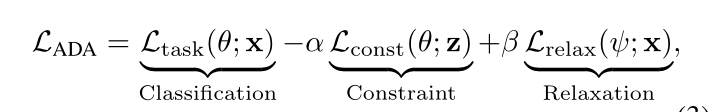 ℒ_ADA = ℒ_task(θ; x) −α ℒ_const(θ; z) +β ℒ_relax(ψ; x),
Classification Constraint Relaxation